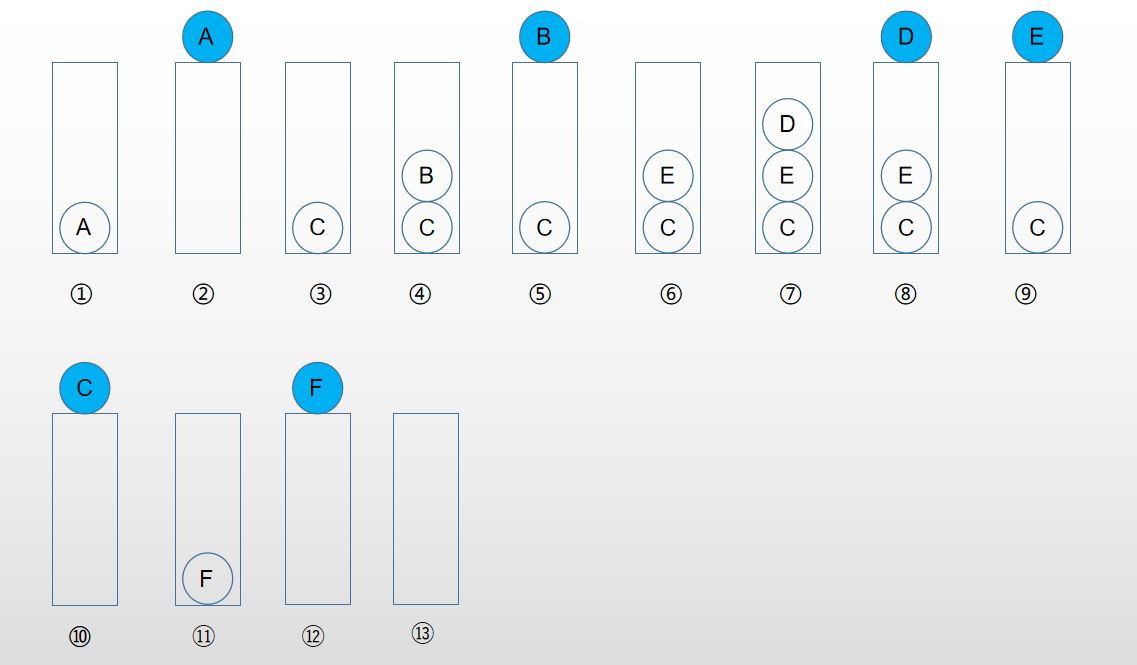 A B D E
D
B E E E
A C C C C C C C
① ② ③ ④ ⑤ ⑥ ⑦ ⑧ ⑨
C F
F
⑩ ⑪ ⑫ ⑬